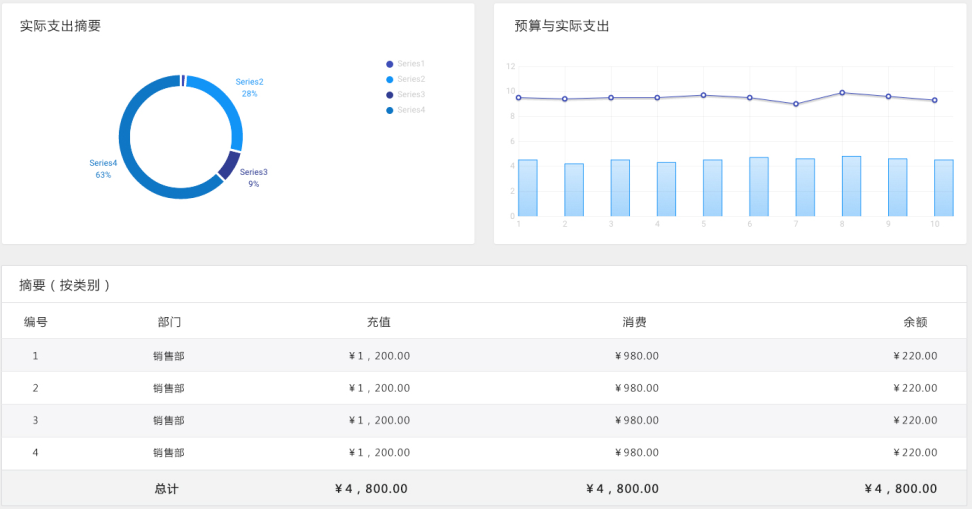 实际支出摘要
Series1
Series2
Series3
Series4
Series2
28%
Series3
9%
Series4
63%
预算与实际支出
12
10
8
6
4
2
0
1 2 3 4 5 6 7 8 9 10
摘要（按类别）
编号 部门 充值 消费 余额
1 销售部 ¥1，200.00 ¥980.00 ¥220.00
2 销售部 ¥1，200.00 ¥980.00 ¥220.00
3 销售部 ¥1，200.00 ¥980.00 ¥220.00
4 销售部 ¥1，200.00 ¥980.00 ¥220.00
总计 ¥4，800.00 ¥4，800.00 ¥4，800.00